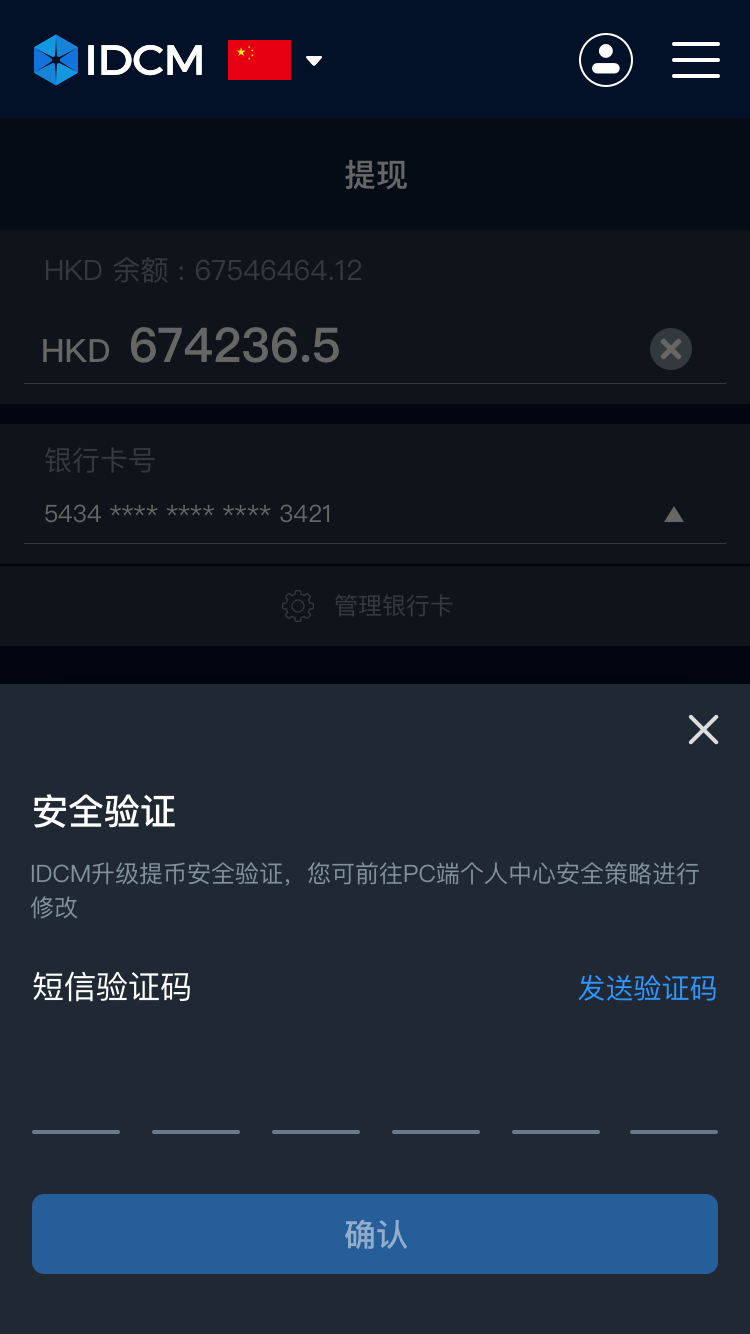 IDCM
提现
HKD 余额：67546464.12
HKD 674236.5
银行卡号
5434 **** **** **** 3421
管理银行卡
安全验证
IDCM升级提币安全验证，您可前往PC端个人中心安全策略进行
修改
短信验证码 发送验证码
确认